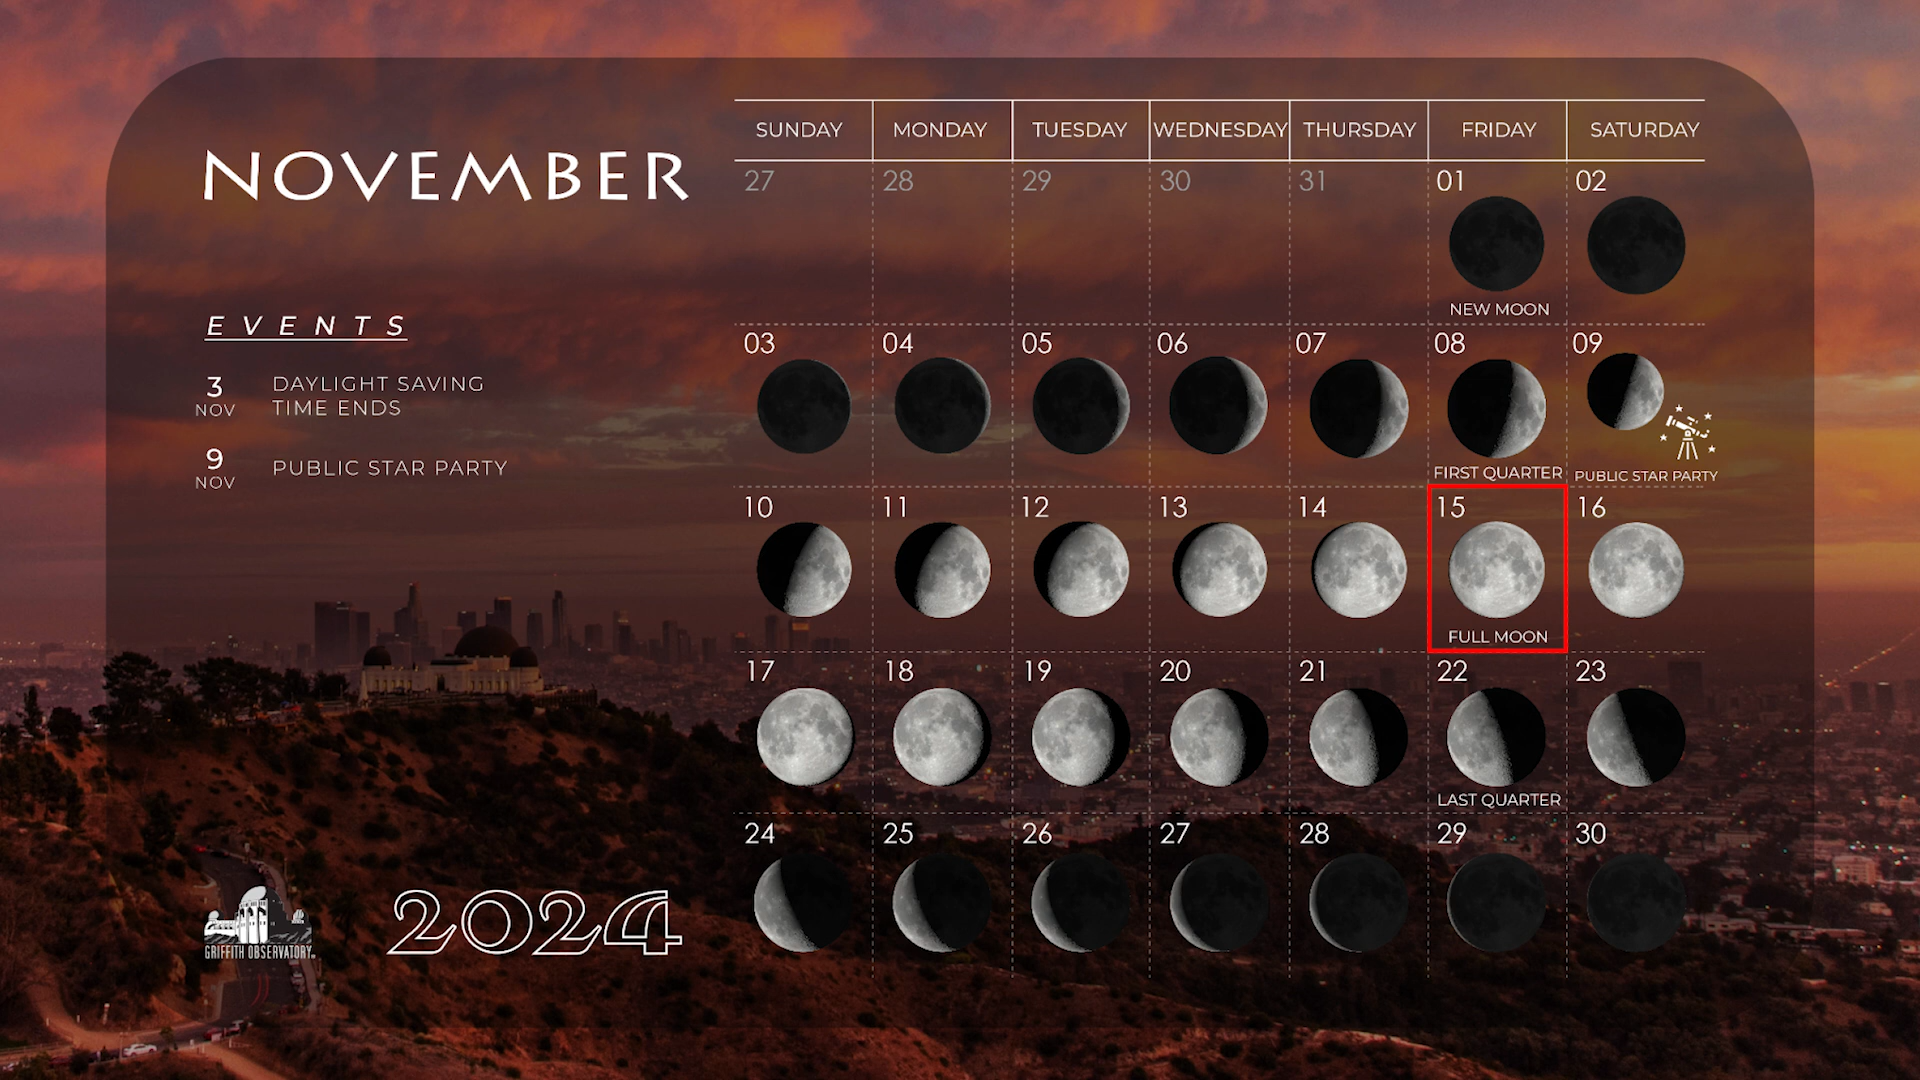 NOVEMBER
EVENTS
3 NOV DAYLIGHT SAVING
TIME ENDS
9 NOV PUBLIC STAR PARTY
2024
GRIFFITH OBSERVATORY
SUNDAY MONDAY TUESDAY WEDNESDAY THURSDAY FRIDAY SATURDAY
27 28 29 30 31 01 02
NEW MOON
03 04 05 06 07 08 09
FIRST QUARTER PUBLIC STAR PARTY
10 11 12 13 14 15 16
FULL MOON
17 18 19 20 21 22 23
LAST QUARTER
24 25 26 27 28 29 30